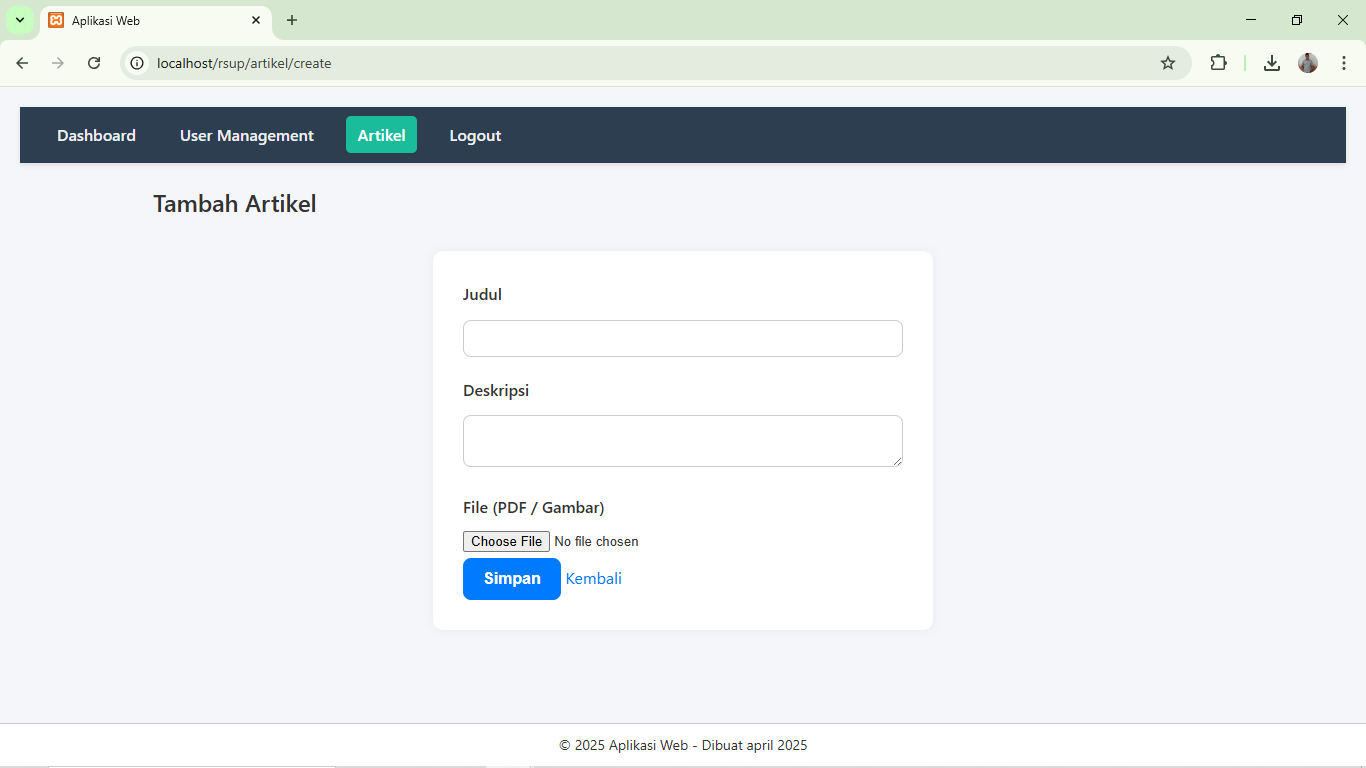 Aplikasi Web
localhost/rsup/artikel/create
Dashboard User Management Artikel Logout
Tambah Artikel
Judul
Deskripsi
File (PDF / Gambar)
Choose File No file chosen
Simpan Kembali
© 2025 Aplikasi Web - Dibuat april 2025